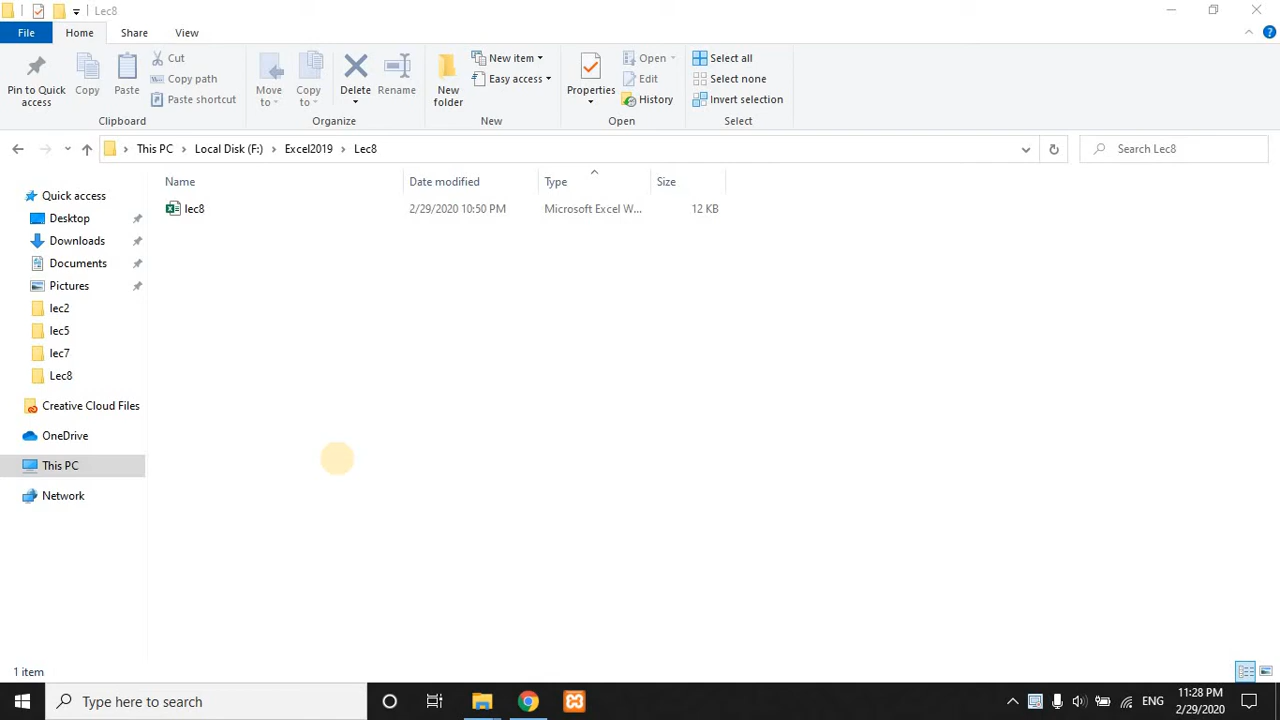 Lec8
File Home Share View
Pin to Quick access
Copy
Paste
Cut
Copy path
Paste shortcut
Clipboard
Move to
Copy to
Delete
Rename
Organize
New folder
New item
Easy access
New
Properties
Open
Edit
History
Open
Select all
Select none
Invert selection
Select
This PC Local Disk (F:) Excel2019 Lec8
Search Lec8
Name Date modified Type Size
lec8 2/29/2020 10:50 PM Microsoft Excel W... 12 KB
Quick access
Desktop
Downloads
Documents
Pictures
lec2
lec5
lec7
Lec8
Creative Cloud Files
OneDrive
This PC
Network
1 item
Type here to search
ENG
11:28 PM
2/29/2020